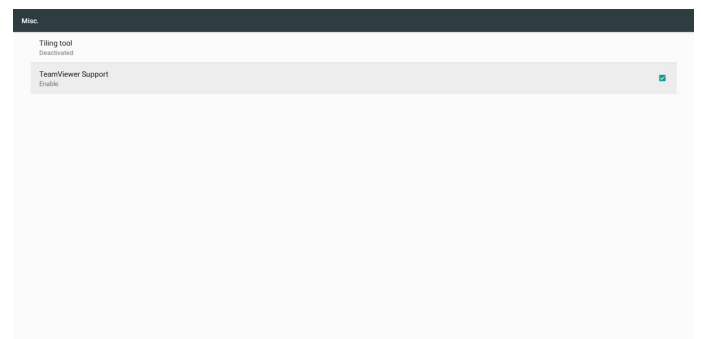 Misc.
Tiling tool
Deactivated
TeamViewer Support
Enable